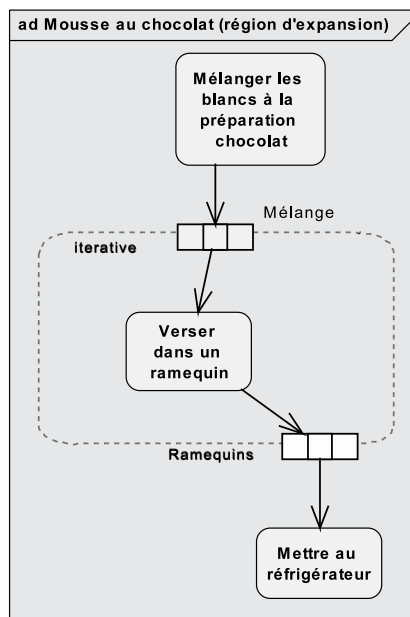 ad Mousse au chocolat (région d'expansion)
Mélanger les
blancs à la
préparation
chocolat
Mélange
iterative
Verser
dans un
ramequin
Ramequins
Mettre au
réfrigérateur